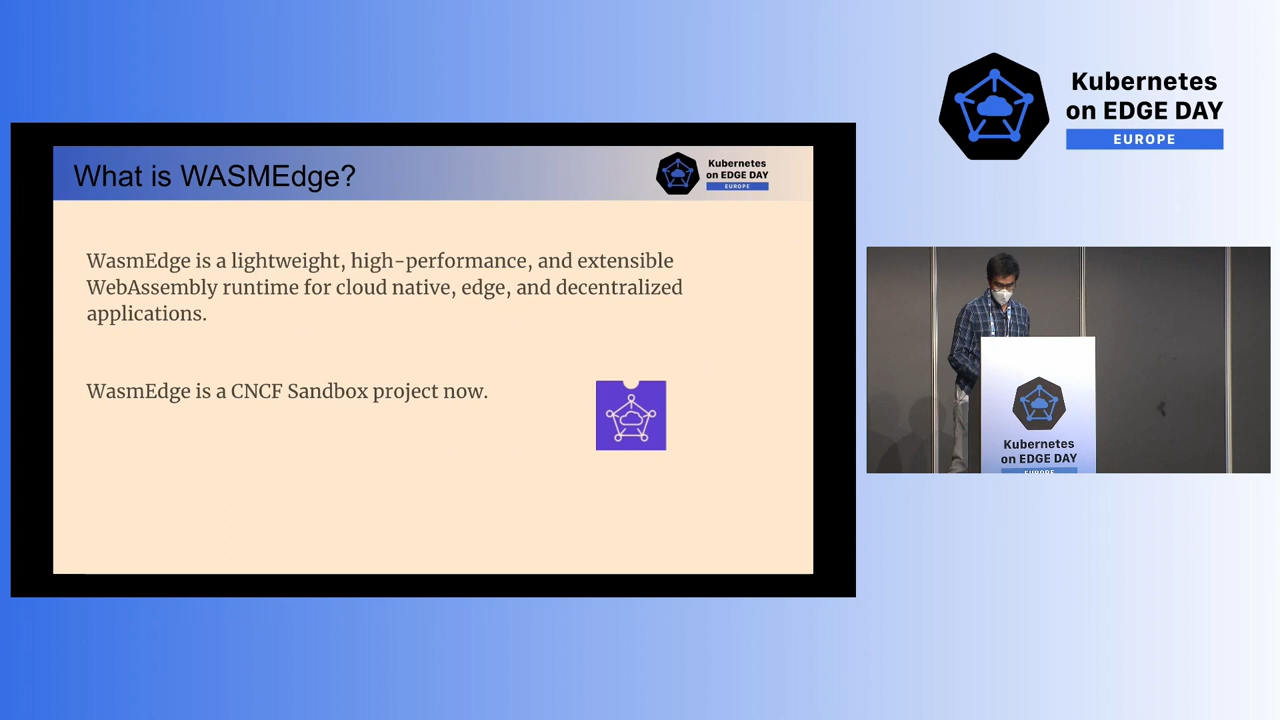 Kubernetes
on EDGE DAY
EUROPE
What is WASMEdge?
Kubernetes
on EDGE DAY
EUROPE
WasmEdge is a lightweight, high-performance, and extensible
WebAssembly runtime for cloud native, edge, and decentralized
applications.
WasmEdge is a CNCF Sandbox project now.
Kubernetes
on EDGE DAY
EUROPE